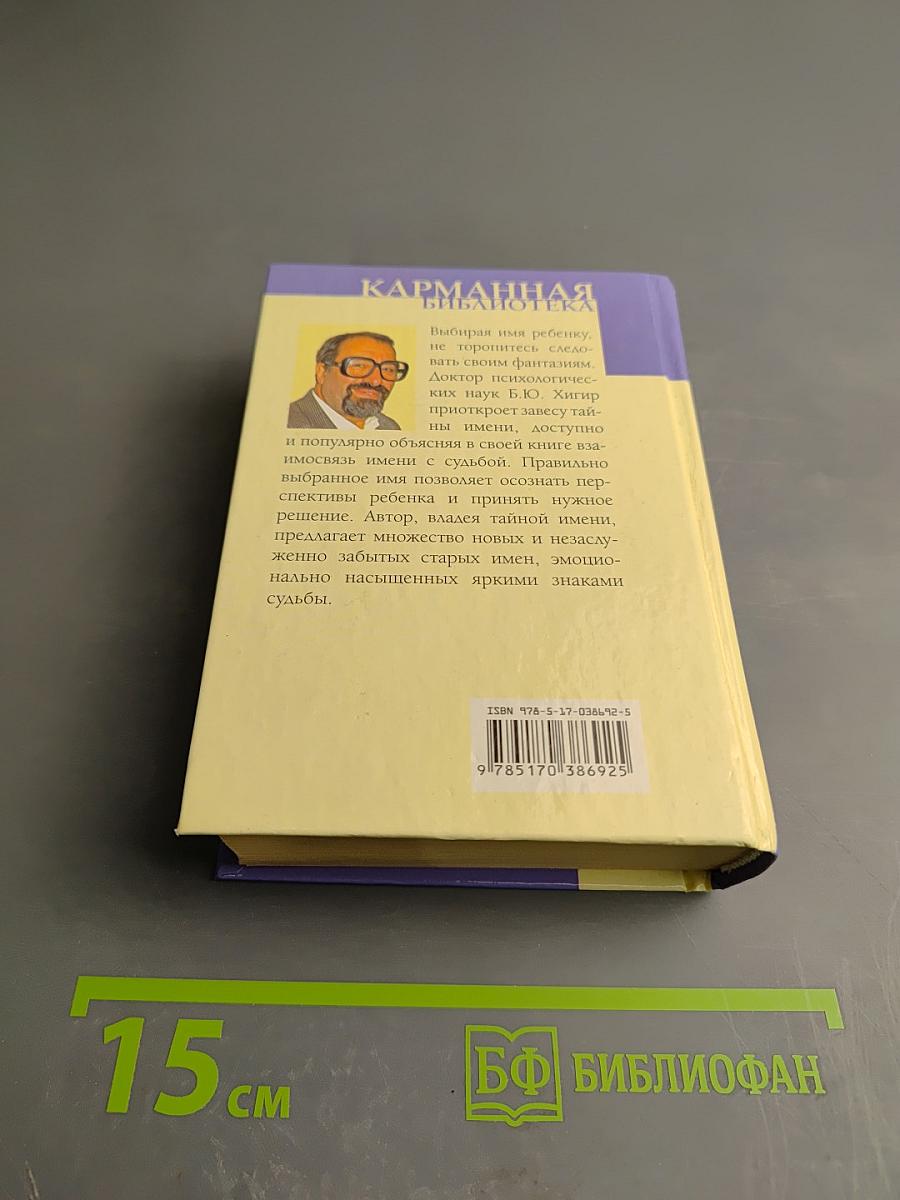 КАРМАННАЯ
БИБЛИОТЕКА
Выбирая имя ребенку,
не торопитесь следо-
вать своим фантазиям.
Доктор психологичес-
ких наук Б.Ю. Хигир
приоткроет завесу тай-
ны имени, доступно
и популярно объясняя в своей книге вза-
имосвязь имени с судьбой. Правильно
выбранное имя позволяет осознать пер-
спективы ребенка и принять нужное
решение. Автор, владея тайной имени,
предлагает множество новых и незаслу-
женно забытых старых имен, эмоцио-
нально насыщенных яркими знаками
судьбы.
ISBN 978-5-17-038692-5
9 785170 386925
15 см
БФ БИБЛИОФАН